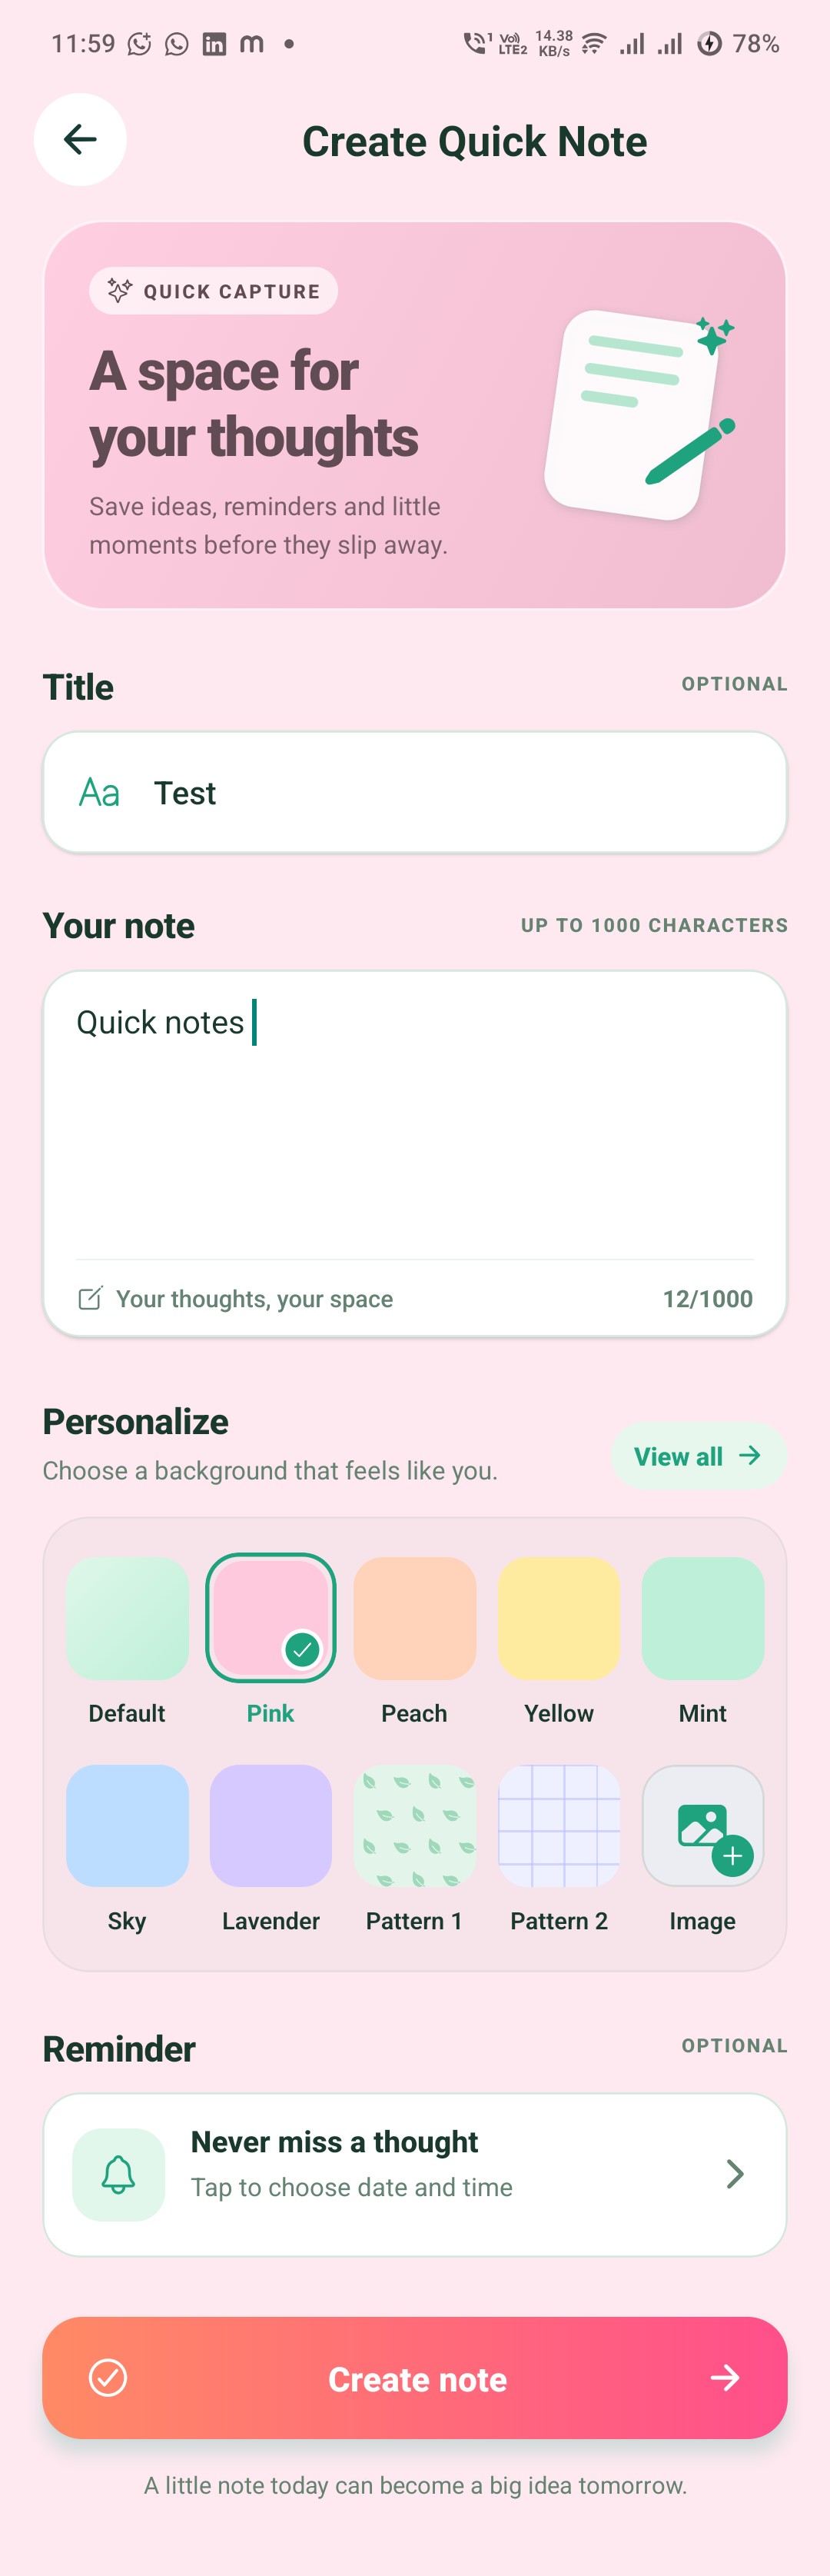 11:59
Vo)) LTE2
14.38 KB/s
78%
Create Quick Note
QUICK CAPTURE
A space for
your thoughts
Save ideas, reminders and little
moments before they slip away.
Title
OPTIONAL
Aa Test
Your note
UP TO 1000 CHARACTERS
Quick notes
Your thoughts, your space
12/1000
Personalize
Choose a background that feels like you.
View all
Default Pink Peach Yellow Mint
Sky Lavender Pattern 1 Pattern 2 Image
Reminder
OPTIONAL
Never miss a thought
Tap to choose date and time
Create note
A little note today can become a big idea tomorrow.